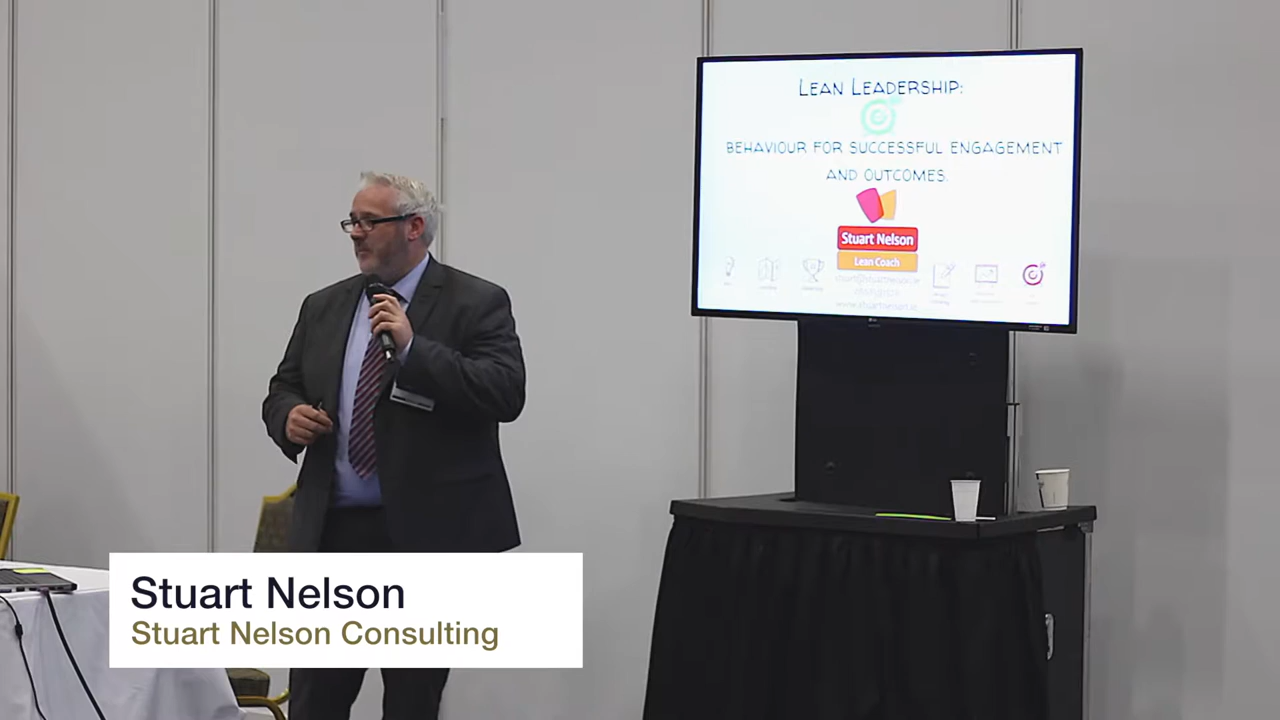 LEAN LEADERSHIP:
BEHAVIOUR FOR SUCCESSFUL ENGAGEMENT
AND OUTCOMES.
Stuart Nelson
Lean Coach
Stuart Nelson
Stuart Nelson Consulting